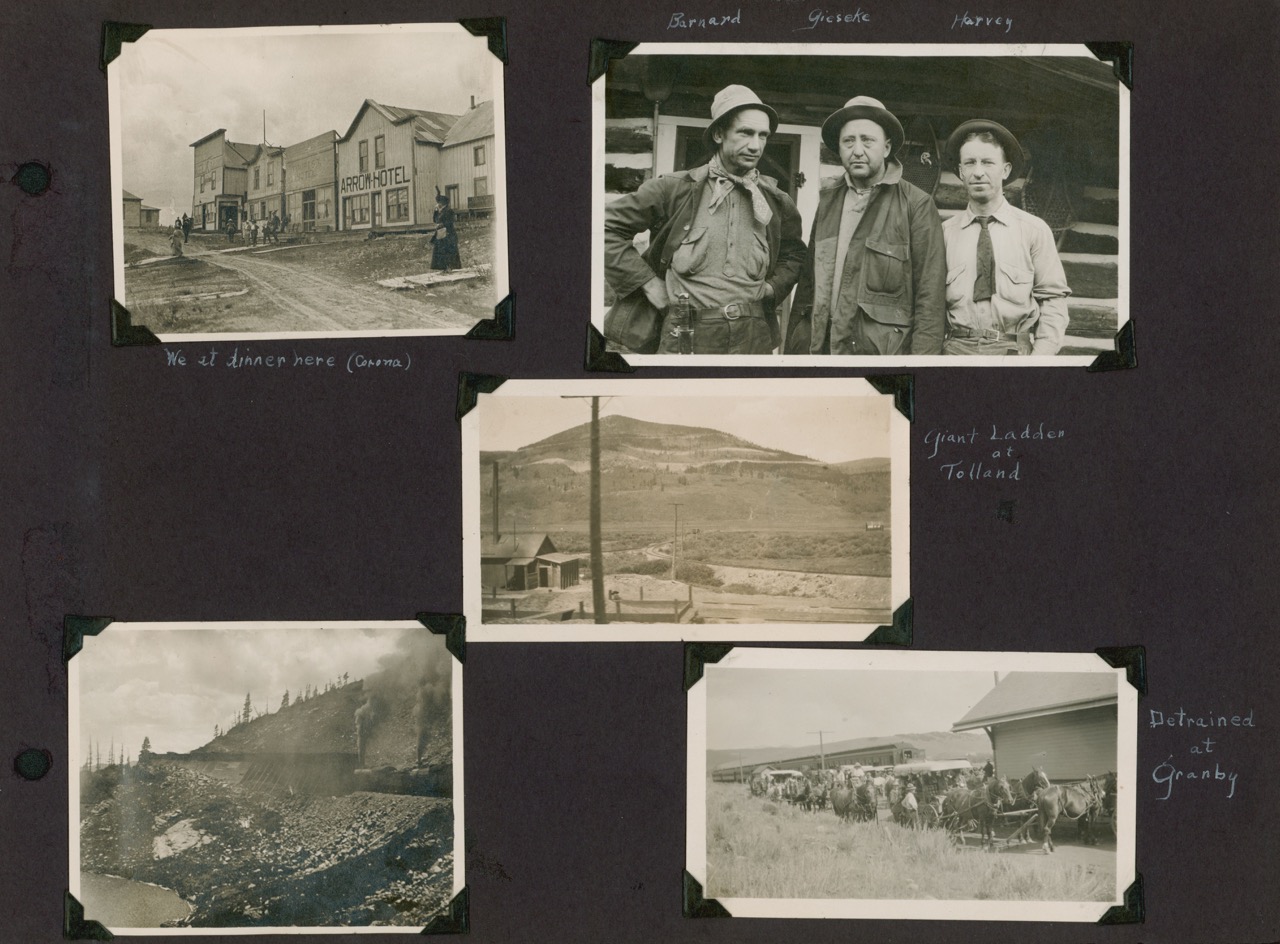 Barnard Gieseke Harvey
ARROW-HOTEL
We et dinner here (Corona)
Giant Ladder
at
Tolland
Detrained
at
Granby